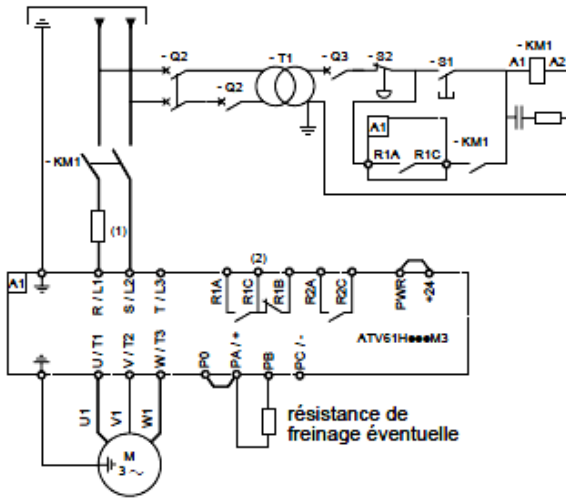 - Q2
- T1
- Q3
- S2
- S1
- KM1
A1 A2
- Q2
A1
R1A R1C
- KM1
- KM1
(1)
(2)
A1
R / L1
S / L2
T / L3
R1A
R1C
R1B
R2A
R2C
PWR
+24
ATV61H●●●M3
U / T1
V / T2
W / T3
P0
PA / +
PB
PC / -
U1
V1
W1
M
3 ~
résistance de
freinage éventuelle